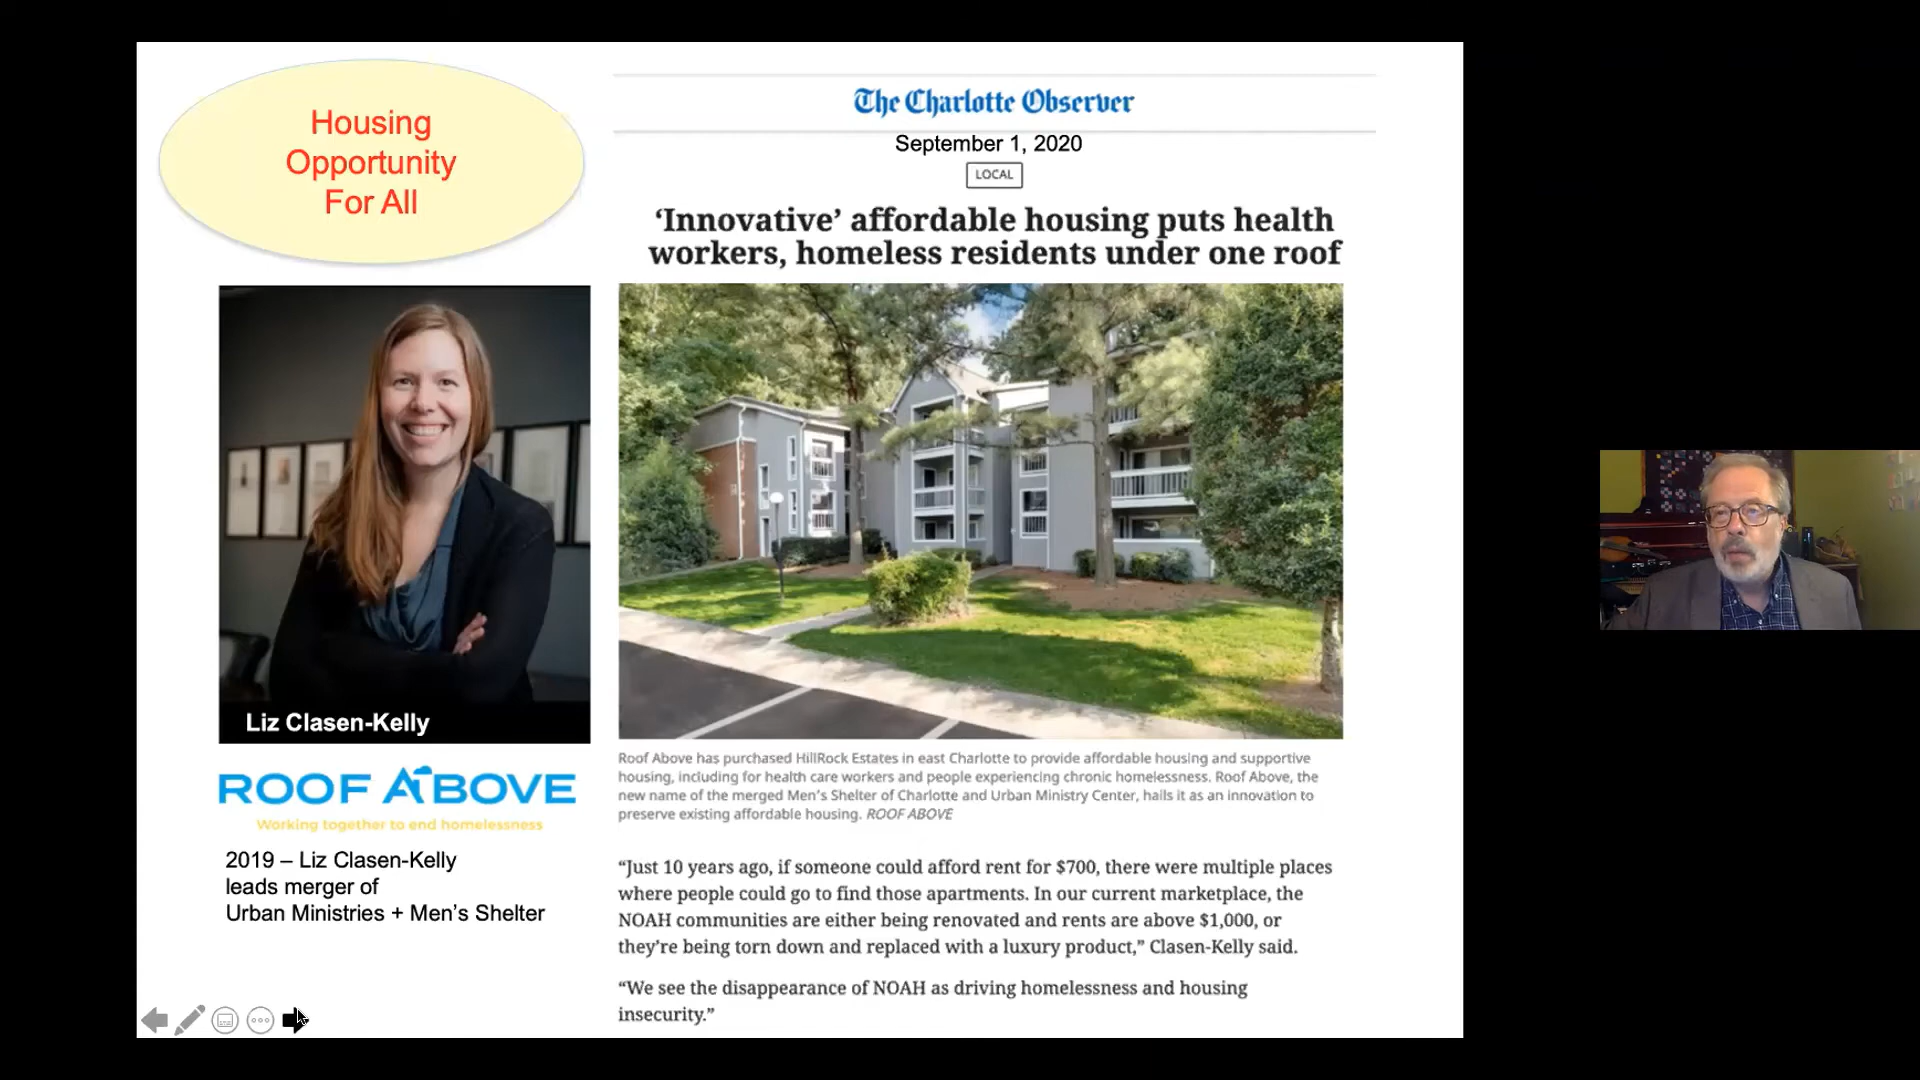 Housing
Opportunity
For All
Liz Clasen-Kelly
ROOF ABOVE
Working together to end homelessness
2019 – Liz Clasen-Kelly
leads merger of
Urban Ministries + Men's Shelter
The Charlotte Observer
September 1, 2020
LOCAL
‘Innovative’ affordable housing puts health
workers, homeless residents under one roof
Roof Above has purchased HillRock Estates in east Charlotte to provide affordable housing and supportive
housing, including for health care workers and people experiencing chronic homelessness. Roof Above, the
new name of the merged Men’s Shelter of Charlotte and Urban Ministry Center, hails it as an innovation to
preserve existing affordable housing. ROOF ABOVE
“Just 10 years ago, if someone could afford rent for $700, there were multiple places
where people could go to find those apartments. In our current marketplace, the
NOAH communities are either being renovated and rents are above $1,000, or
they’re being torn down and replaced with a luxury product,” Clasen-Kelly said.
“We see the disappearance of NOAH as driving homelessness and housing
insecurity.”